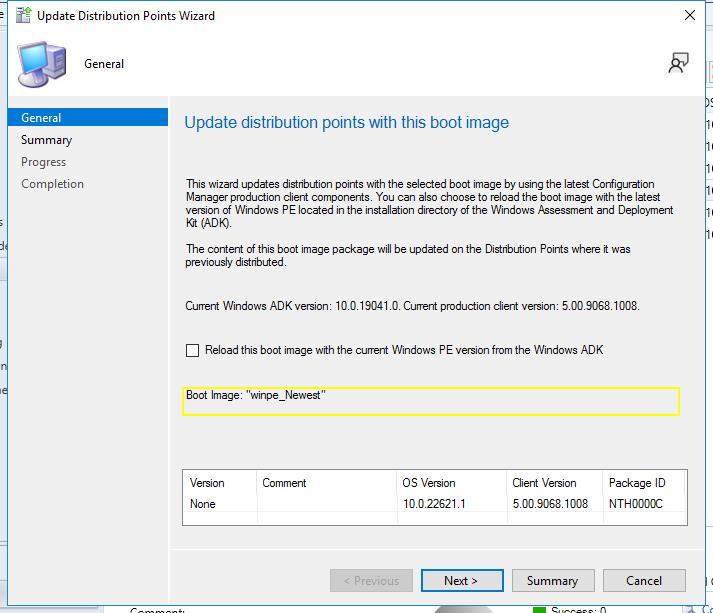 Update Distribution Points Wizard
General
General
Summary
Progress
Completion
Update distribution points with this boot image
This wizard updates distribution points with the selected boot image by using the latest Configuration
Manager production client components. You can also choose to reload the boot image with the latest
version of Windows PE located in the installation directory of the Windows Assessment and Deployment
Kit (ADK).
The content of this boot image package will be updated on the Distribution Points where it was
previously distributed.
Current Windows ADK version: 10.0.19041.0. Current production client version: 5.00.9068.1008.
Reload this boot image with the current Windows PE version from the Windows ADK
Boot Image: "winpe_Newest"
Version Comment OS Version Client Version Package ID
None 10.0.22621.1 5.00.9068.1008 NTH0000C
< Previous Next > Summary Cancel
Comment: Success: 0